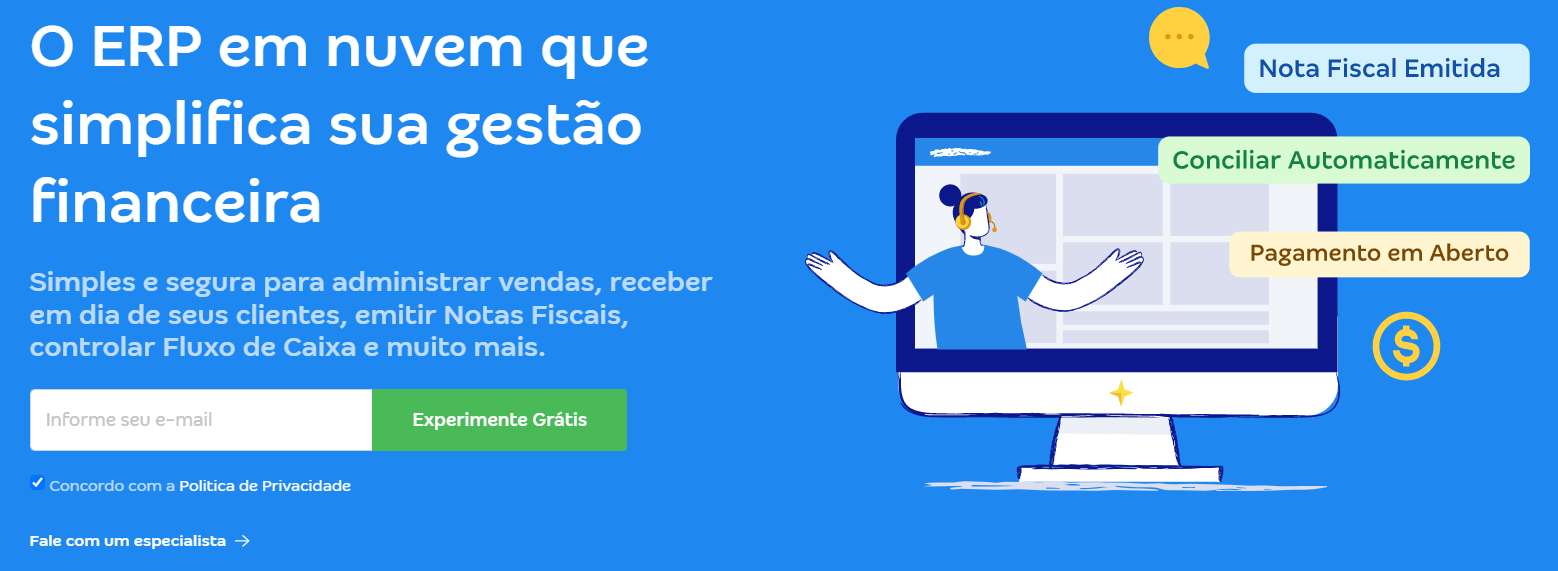 O ERP em nuvem que
simplifica sua gestão
financeira
Simples e segura para administrar vendas, receber
em dia de seus clientes, emitir Notas Fiscais,
controlar Fluxo de Caixa e muito mais.
Informe seu e-mail
Experimente Grátis
Concordo com a Politica de Privacidade
Fale com um especialista →
Nota Fiscal Emitida
Conciliar Automaticamente
Pagamento em Aberto
$